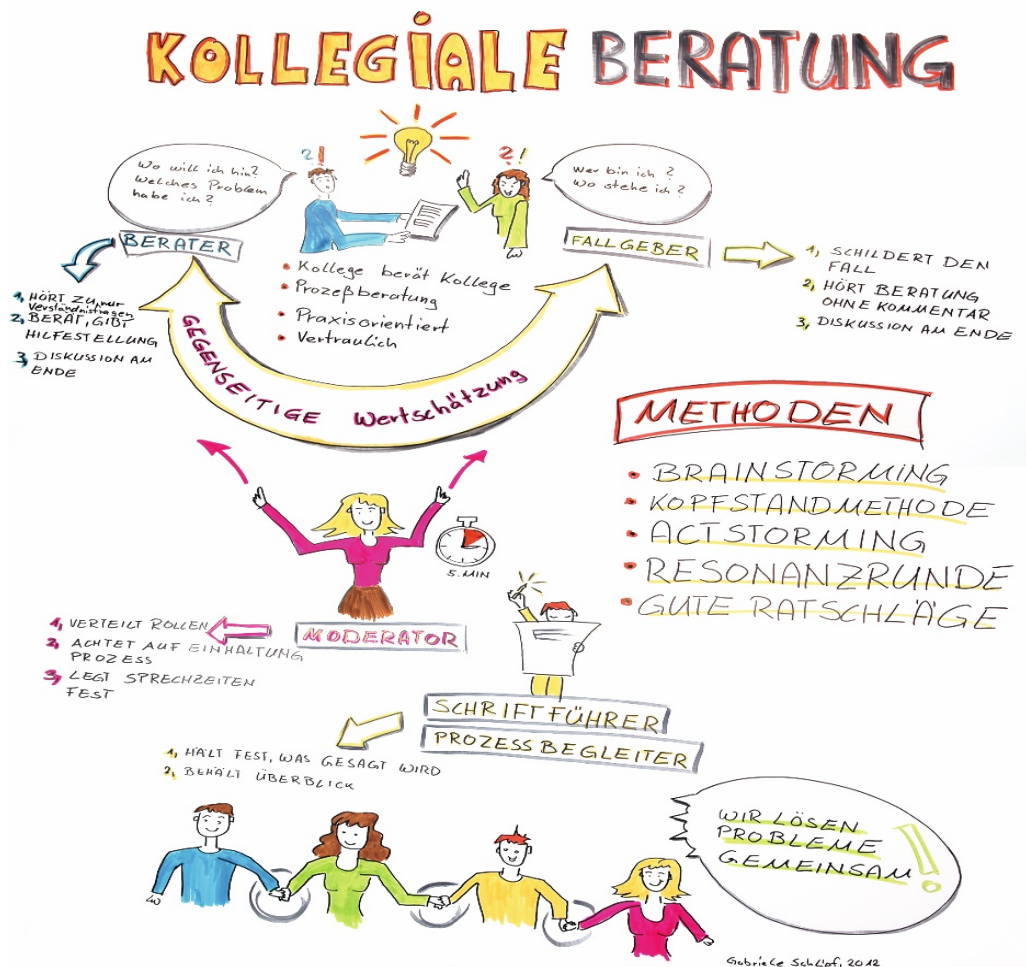 KOLLEGIALE BERATUNG
Wo will ich hin?
Welches Problem
habe ich?
2!
2!
Wer bin ich?
Wo stehe ich?
BERATER
FALLGEBER
1, HÖRT ZU, nur
Verständnisfragen
2, BERÄT, GIBT
HILFESTELLUNG
3, DISKUSSION AM
ENDE
• Kollege berät Kollege
• Prozeßberatung
• Praxisorientiert
• Vertraulich
1, SCHILDERT DEN
FALL
2, HÖRT BERATUNG
OHNE KOMMENTAR
3, DISKUSSION AM ENDE
GEGENSEITIGE Wertschätzung
METHODEN
• BRAINSTORMING
• KOPFSTANDMETHODE
• ACTSTORMING
• RESONANZRUNDE
• GUTE RATSCHLÄGE
5. MIN
MODERATOR
1, VERTEILT ROLLEN
2, ACHTET AUF EINHALTUNG
PROZESS
3, LEGT SPRECHZEITEN
FEST
SCHRIFTFÜHRER
PROZESSBEGLEITER
1, HÄLT FEST, WAS GESAGT WIRD
2, BEHÄLT ÜBERBLICK
WIR LÖSEN
PROBLEME
GEMEINSAM!
Gabriele Schlipf, 2012